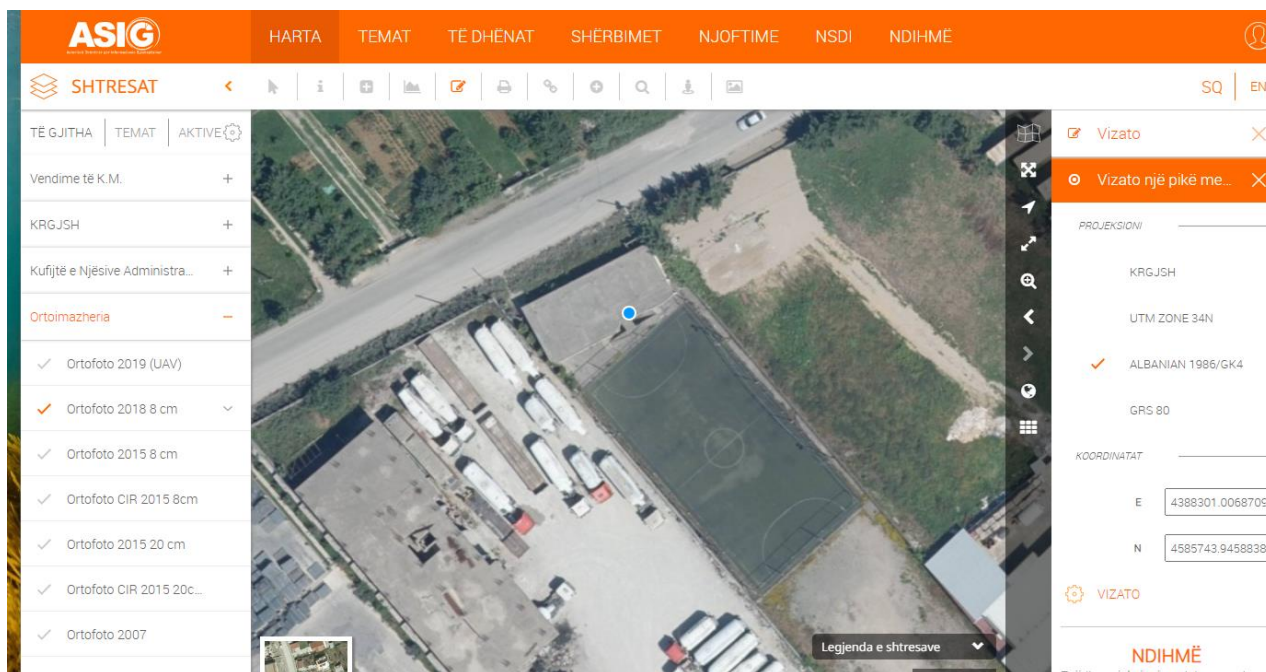 ASIG
HARTA TEMAT TË DHËNAT SHËRBIMET NJOFTIME NSDI NDIHMË
SHTRESAT
SQ EN
TË GJITHA TEMAT AKTIVE
Vendime të K.M.
KRGJSH
Kufijtë e Njësive Administra...
Ortoimazheria
Ortofoto 2019 (UAV)
Ortofoto 2018 8 cm
Ortofoto 2015 8 cm
Ortofoto CIR 2015 8cm
Ortofoto 2015 20 cm
Ortofoto CIR 2015 20c...
Ortofoto 2007
Legjenda e shtresave
Vizato
Vizato një pikë me...
PROJEKSIONI
KRGJSH
UTM ZONE 34N
ALBANIAN 1986/GK4
GRS 80
KOORDINATAT
E 4388301.0068709
N 4585743.9458838
VIZATO
NDIHMË